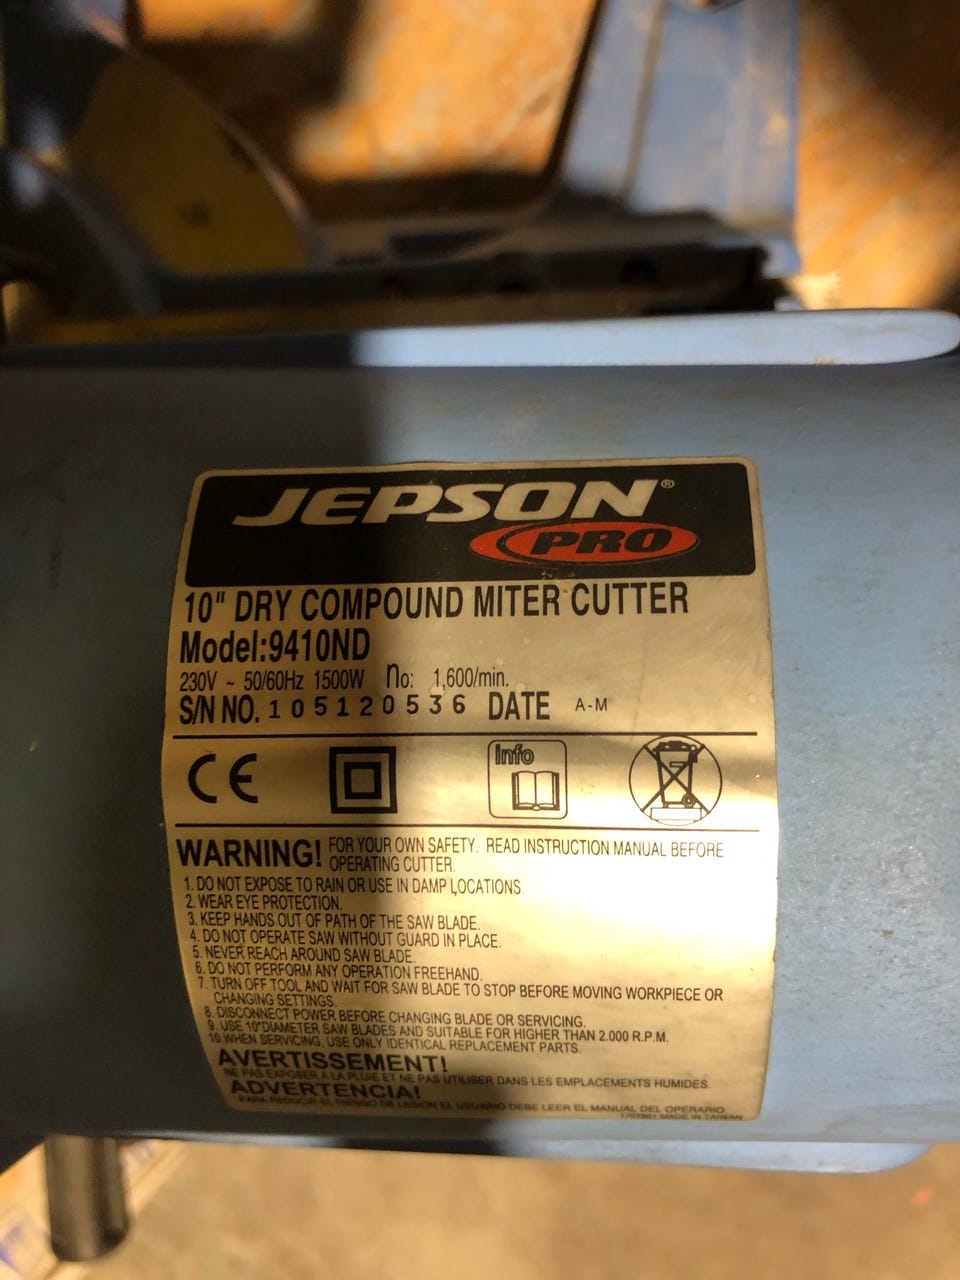 JEPSON®
PRO
10" DRY COMPOUND MITER CUTTER
Model:9410ND
230V ~ 50/60Hz 1500W no: 1,600/min.
S/N NO. 105120536 DATE A-M
CE
Info
WARNING! FOR YOUR OWN SAFETY. READ INSTRUCTION MANUAL BEFORE
OPERATING CUTTER.
1. DO NOT EXPOSE TO RAIN OR USE IN DAMP LOCATIONS
2. WEAR EYE PROTECTION.
3. KEEP HANDS OUT OF PATH OF THE SAW BLADE.
4. DO NOT OPERATE SAW WITHOUT GUARD IN PLACE.
5. NEVER REACH AROUND SAW BLADE.
6. DO NOT PERFORM ANY OPERATION FREEHAND.
7. TURN OFF TOOL AND WAIT FOR SAW BLADE TO STOP BEFORE MOVING WORKPIECE OR
CHANGING SETTINGS.
8. DISCONNECT POWER BEFORE CHANGING BLADE OR SERVICING.
9. USE 10"DIAMETER SAW BLADES AND SUITABLE FOR HIGHER THAN 2.000 R.P.M.
10 WHEN SERVICING, USE ONLY IDENTICAL REPLACEMENT PARTS.
AVERTISSEMENT!
NE PAS EXPOSER A LA PLUIE ET NE PAS UTILISER DANS LES EMPLACEMENTS HUMIDES.
ADVERTENCIA!
PARA REDUCIR EL RIESGO DE LESION EL USUARIO DEBE LEER EL MANUAL DEL OPERARIO.
MADE IN TAIWAN